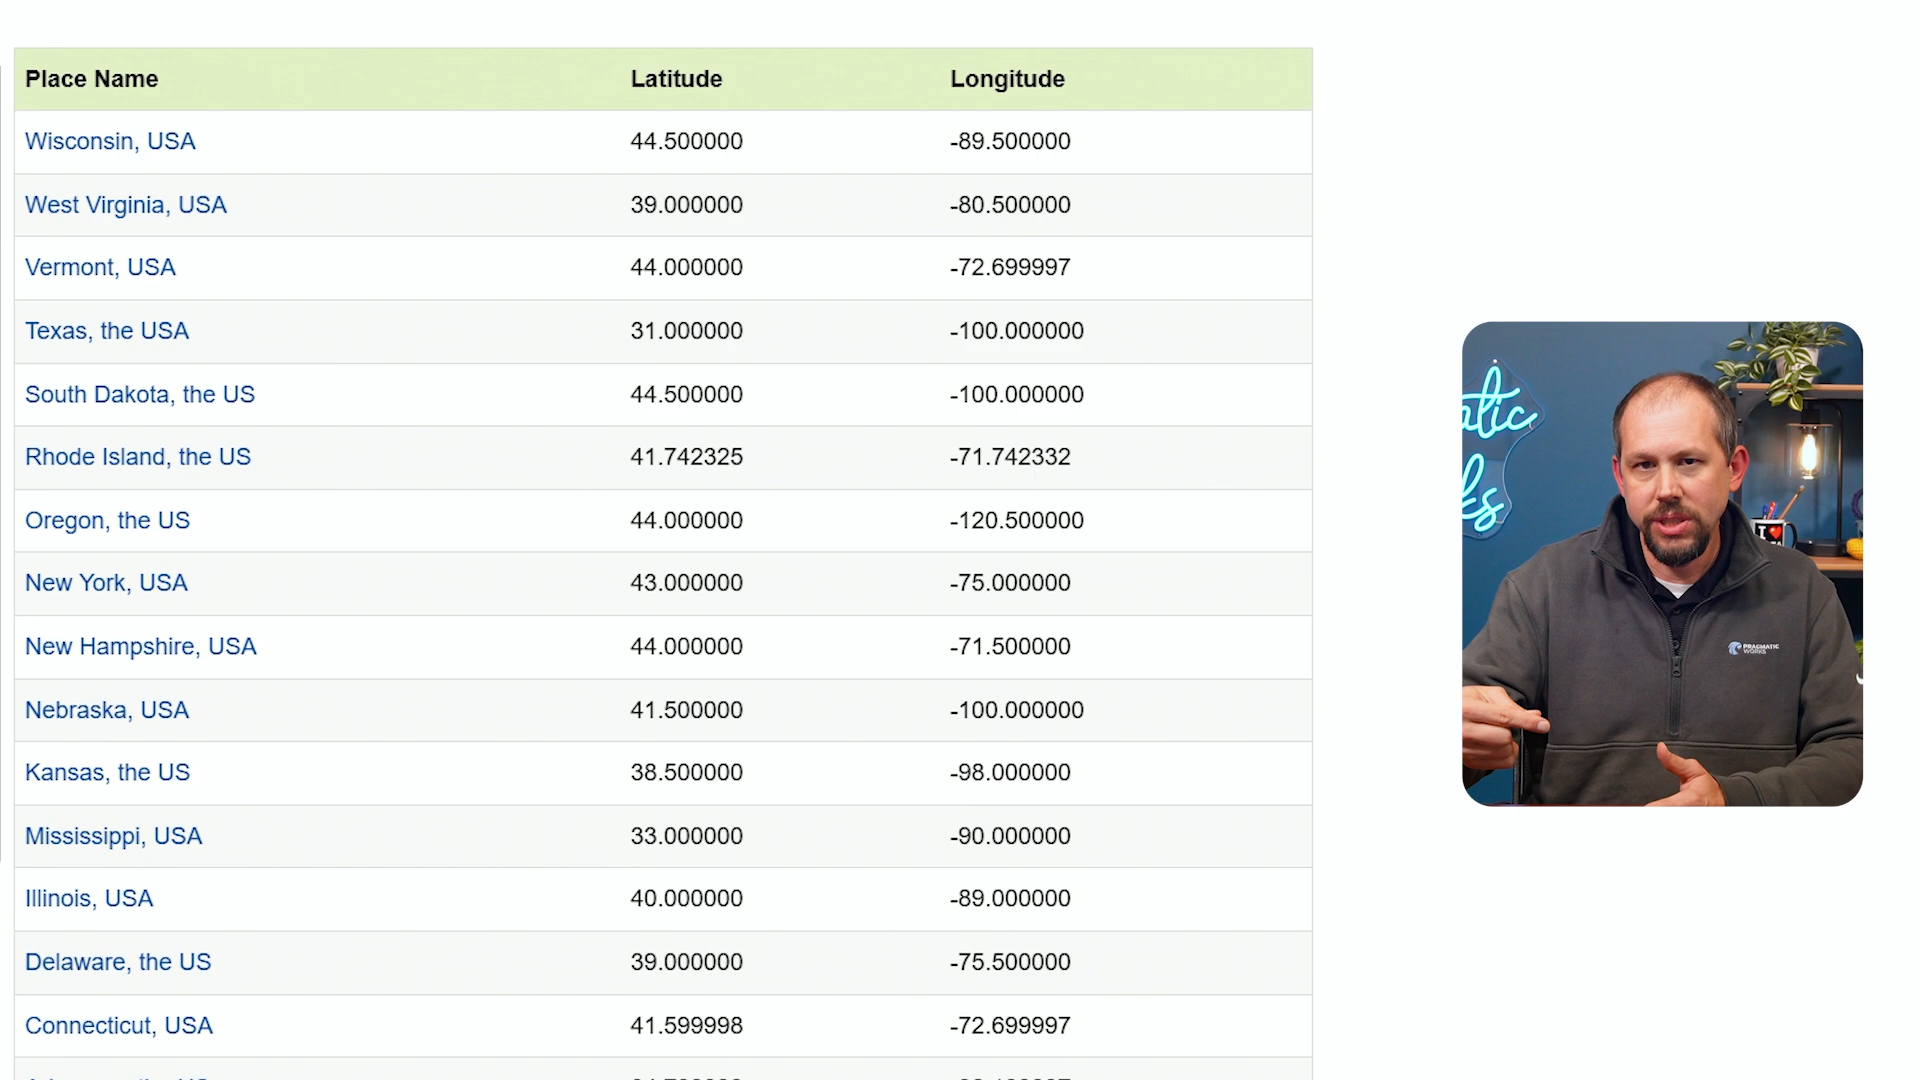 Place Name Latitude Longitude
Wisconsin, USA 44.500000 -89.500000
West Virginia, USA 39.000000 -80.500000
Vermont, USA 44.000000 -72.699997
Texas, the USA 31.000000 -100.000000
South Dakota, the US 44.500000 -100.000000
Rhode Island, the US 41.742325 -71.742332
Oregon, the US 44.000000 -120.500000
New York, USA 43.000000 -75.000000
New Hampshire, USA 44.000000 -71.500000
Nebraska, USA 41.500000 -100.000000
Kansas, the US 38.500000 -98.000000
Mississippi, USA 33.000000 -90.000000
Illinois, USA 40.000000 -89.000000
Delaware, the US 39.000000 -75.500000
Connecticut, USA 41.599998 -72.699997
atic
ks
I
PRAGMATIC
WORKS